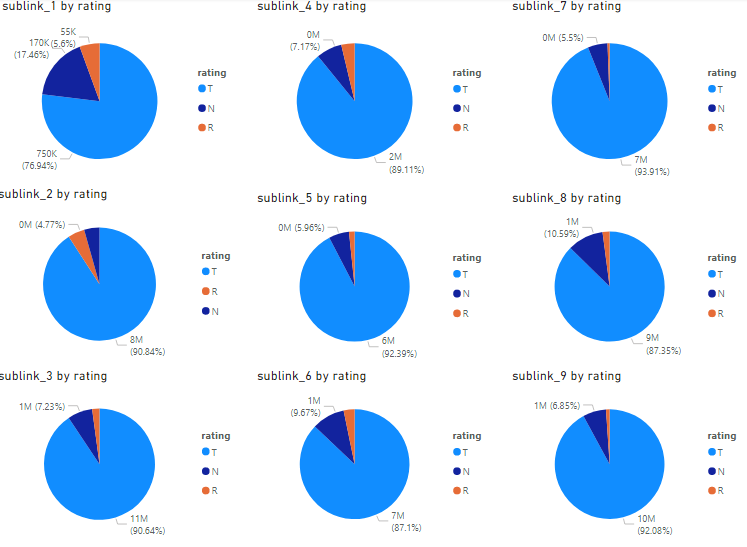 sublink_1 by rating
55K
(5.6%)
170K
(17.46%)
750K
(76.94%)
rating
T
N
R
sublink_4 by rating
0M
(7.17%)
2M
(89.11%)
rating
T
N
R
sublink_7 by rating
0M (5.5%)
7M
(93.91%)
rating
T
N
R
sublink_2 by rating
0M (4.77%)
8M
(90.84%)
rating
T
R
N
sublink_5 by rating
0M (5.96%)
6M
(92.39%)
rating
T
N
R
sublink_8 by rating
1M
(10.59%)
9M
(87.35%)
rating
T
N
R
sublink_3 by rating
1M (7.23%)
11M
(90.64%)
rating
T
N
R
sublink_6 by rating
1M
(9.67%)
7M
(87.1%)
rating
T
N
R
sublink_9 by rating
1M (6.85%)
10M
(92.08%)
rating
T
N
R